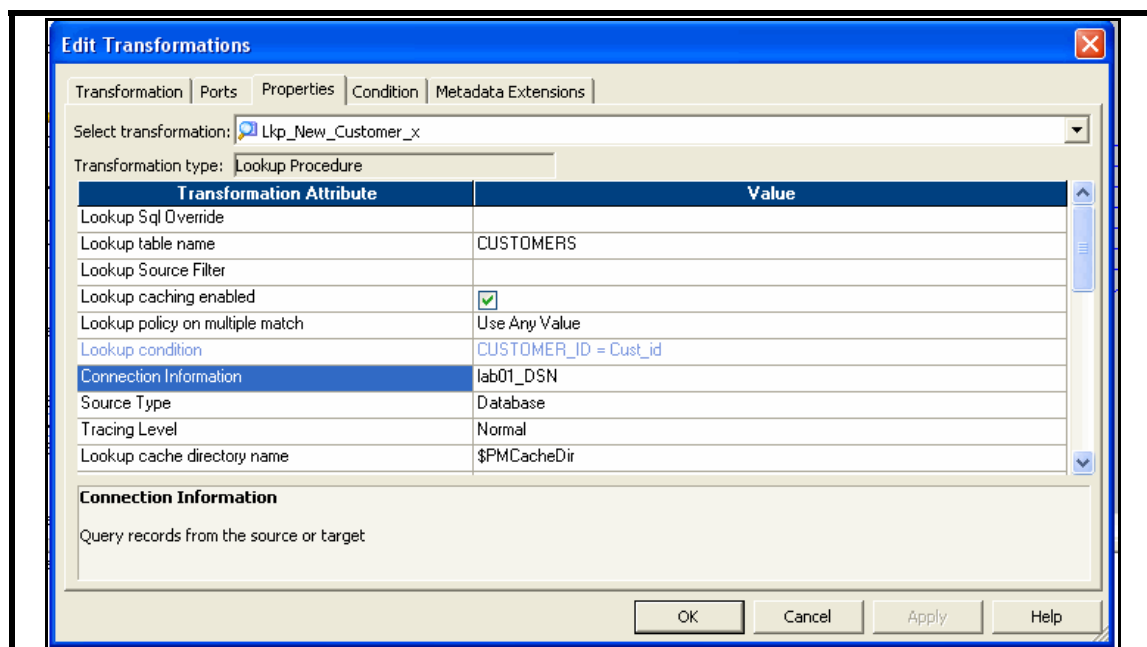 Edit Transformations
Transformation Ports Properties Condition Metadata Extensions
Select transformation: Lkp_New_Customer_x
Transformation type: Lookup Procedure
Transformation Attribute Value
Lookup Sql Override
Lookup table name CUSTOMERS
Lookup Source Filter
Lookup caching enabled
Lookup policy on multiple match Use Any Value
Lookup condition CUSTOMER_ID = Cust_id
Connection Information lab01_DSN
Source Type Database
Tracing Level Normal
Lookup cache directory name $PMCacheDir
Connection Information
Query records from the source or target
OK Cancel Apply Help